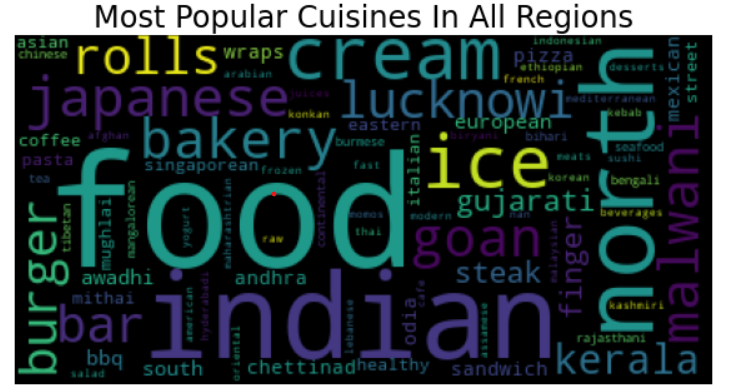 Most Popular Cuisines In All Regions
asian
chinese
rolls
wraps
arabian
cream
pizza
indonesian
ethiopian
desserts
french
mexican
street
japanese
juices
konkan
lucknowi
mediterranean
north
coffee
afghan
bakery
eastern
burmese
european
biryani
bihari
kebab
seafood
sushi
pasta
tea
singaporean
frozen
fast
italian
ice
meats
korean
bengali
malwani
food
raw
yogurt
maharashtrian
continental
momos
thai
modern
nan
gujarati
beverages
burger
tibetan
mughlai
mangalorean
goan
malaysian
finger
awadhi
andhra
steak
kashmiri
mithai
bar
american
hyderabadi
indian
lebanese
odia
cafe
assamese
rajasthani
bbq
salad
south
oriental
chettinad
healthy
sandwich
kerala